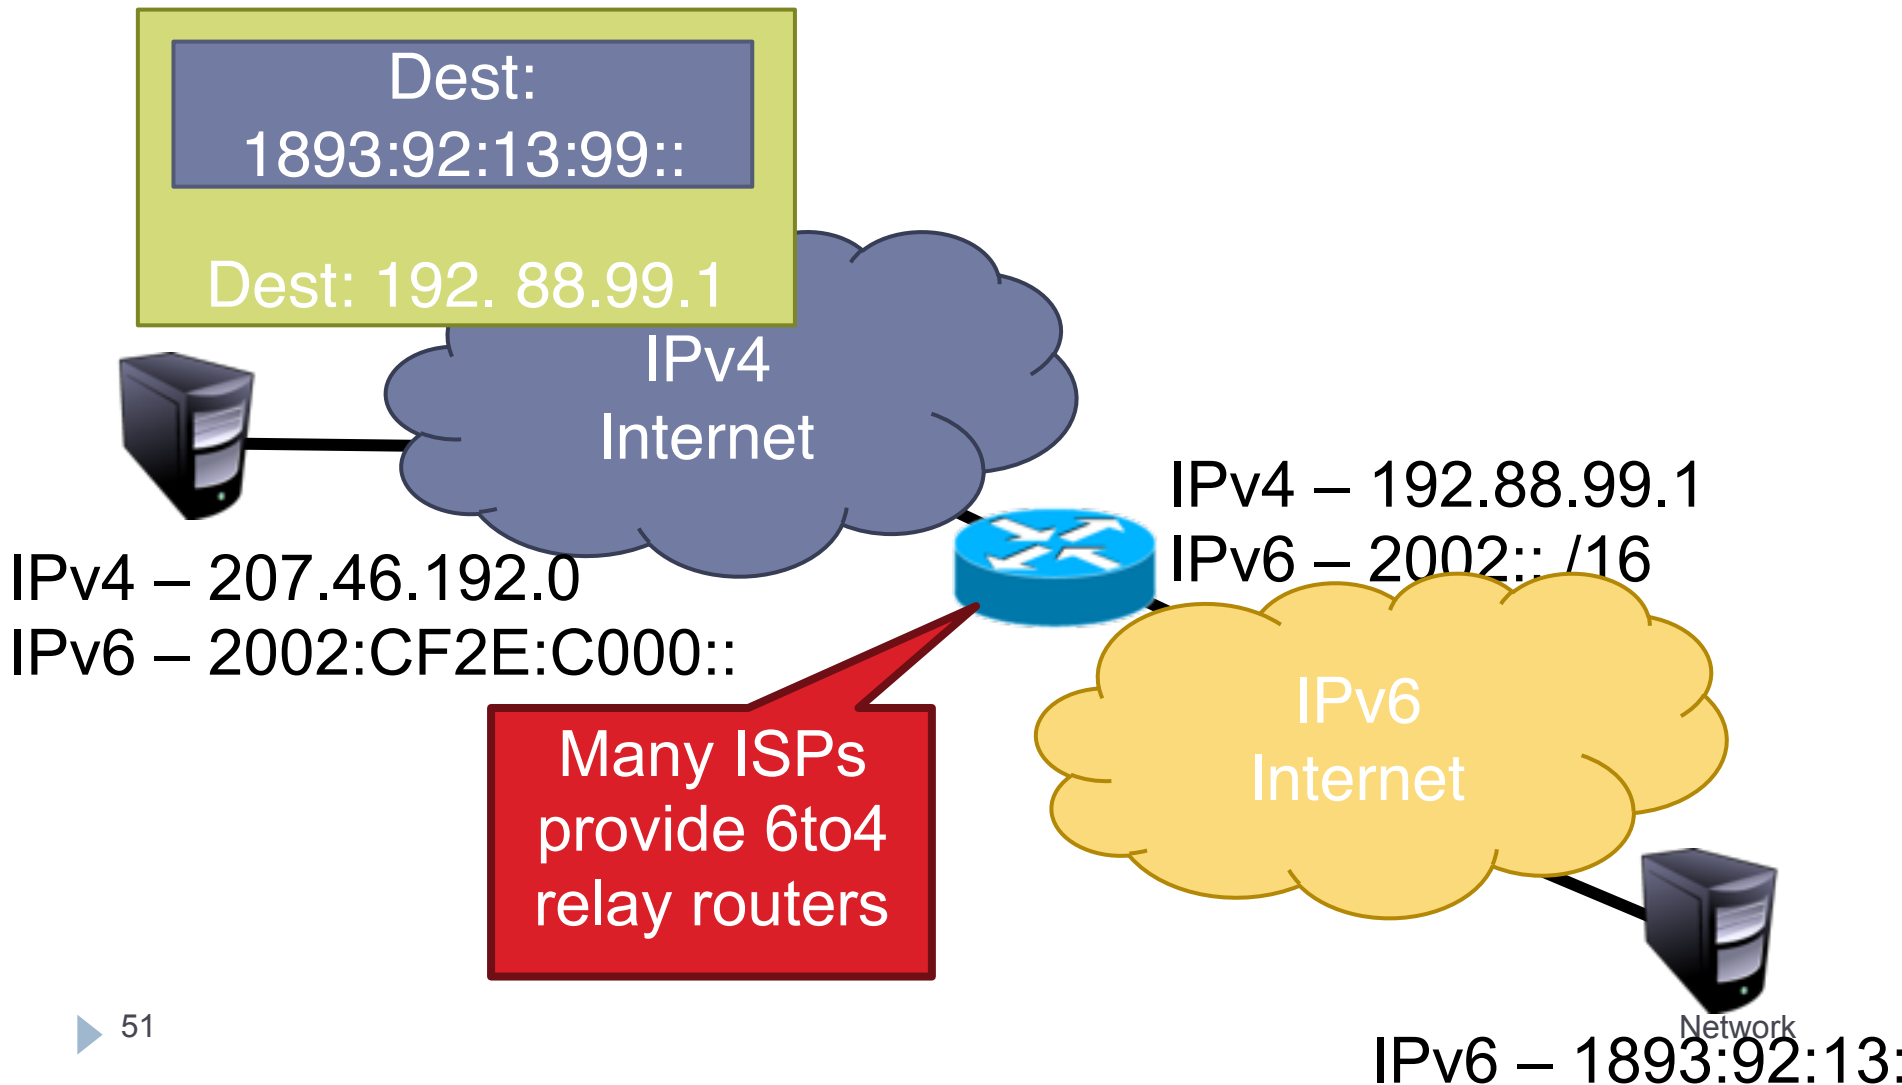 Dest:
1893:92:13:99::
Dest: 192. 88.99.1
IPv4
Internet
IPv4 – 192.88.99.1
IPv6 – 2002:: /16
IPv4 – 207.46.192.0
IPv6 – 2002:CF2E:C000::
IPv6
Internet
Many ISPs
provide 6to4
relay routers
51
Network
IPv6 – 1893:92:13: